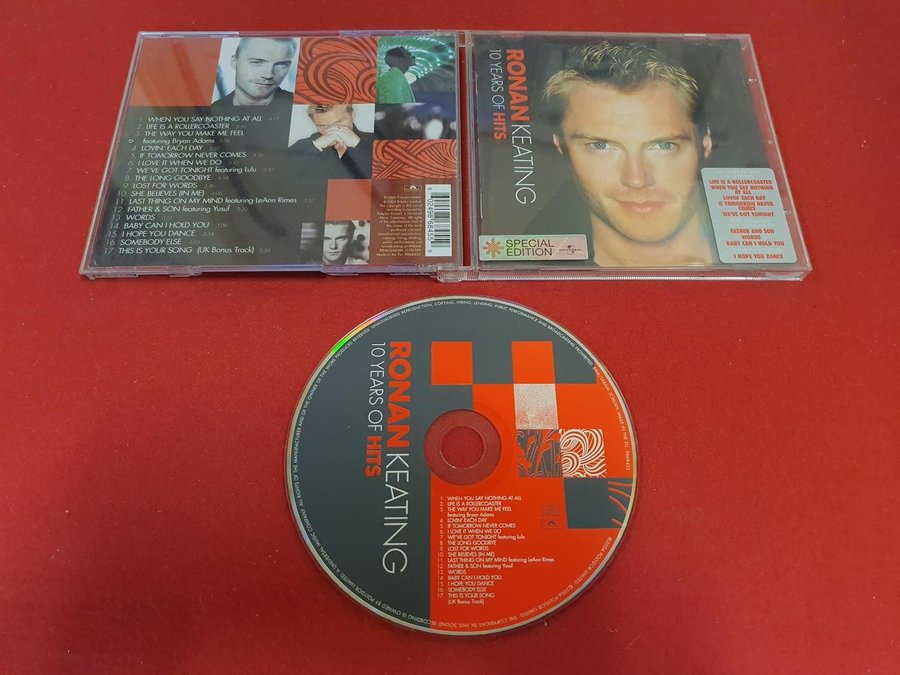 1. WHEN YOU SAY NOTHING AT ALL 4:17
2. LIFE IS A ROLLERCOASTER
3. THE WAY YOU MAKE ME FEEL
featuring Bryan Adams
4. LOVIN' EACH DAY
5. IF TOMORROW NEVER COMES
6. I LOVE IT WHEN WE DO
7. WE'VE GOT TONIGHT featuring Lulu
8. THE LONG GOODBYE
9. LOST FOR WORDS
10. SHE BELIEVES (IN ME)
11. LAST THING ON MY MIND featuring LeAnn Rimes
12. FATHER & SON featuring Yusuf
13. WORDS
14. BABY CAN I HOLD YOU
15. I HOPE YOU DANCE
16. SOMEBODY ELSE
17. THIS IS YOUR SONG (UK Bonus Track) 3:59
RONAN KEATING
10 YEARS OF HITS
SPECIAL
EDITION
UNIVERSAL
LIFE IS A ROLLERCOASTER
WHEN YOU SAY NOTHING AT
ALL
LOVIN' EACH DAY
IF TOMORROW NEVER
COMES
WE'VE GOT TONIGHT
FATHER AND SON
WORDS
BABY CAN I HOLD YOU
I HOPE YOU DANCE
RONAN KEATING
10 YEARS OF HITS
1. WHEN YOU SAY NOTHING AT ALL
2. LIFE IS A ROLLERCOASTER
3. THE WAY YOU MAKE ME FEEL
featuring Bryan Adams
4. LOVIN' EACH DAY
5. IF TOMORROW NEVER COMES
6. I LOVE IT WHEN WE DO
7. WE'VE GOT TONIGHT featuring Lulu
8. THE LONG GOODBYE
9. LOST FOR WORDS
10. SHE BELIEVES (IN ME)
11. LAST THING ON MY MIND featuring LeAnn Rimes
12. FATHER & SON featuring Yusuf
13. WORDS
14. BABY CAN I HOLD YOU
15. I HOPE YOU DANCE
16. SOMEBODY ELSE
17. THIS IS YOUR SONG
(UK Bonus Track)